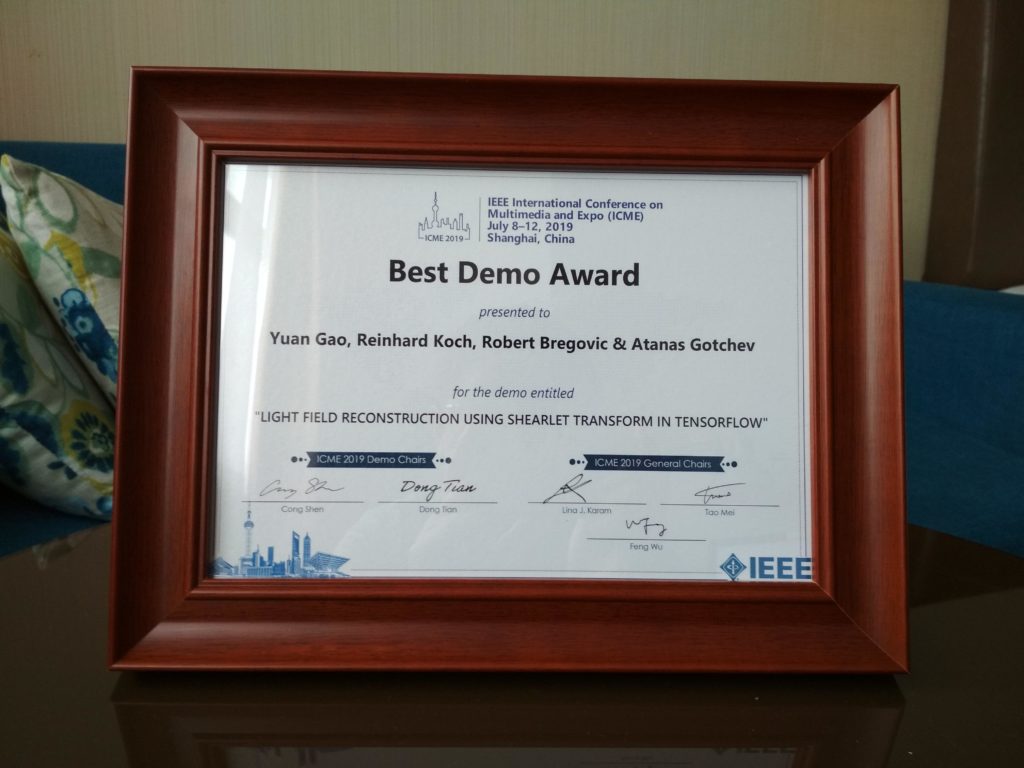 IEEE International Conference on
Multimedia and Expo (ICME)
July 8–12, 2019
Shanghai, China
ICME 2019
Best Demo Award
presented to
Yuan Gao, Reinhard Koch, Robert Bregovic & Atanas Gotchev
for the demo entitled
"LIGHT FIELD RECONSTRUCTION USING SHEARLET TRANSFORM IN TENSORFLOW"
ICME 2019 Demo Chairs
ICME 2019 General Chairs
Dong Tian
Cong Shen
Dong Tian
Lina J. Karam
Tao Mei
Feng Wu
IEEE